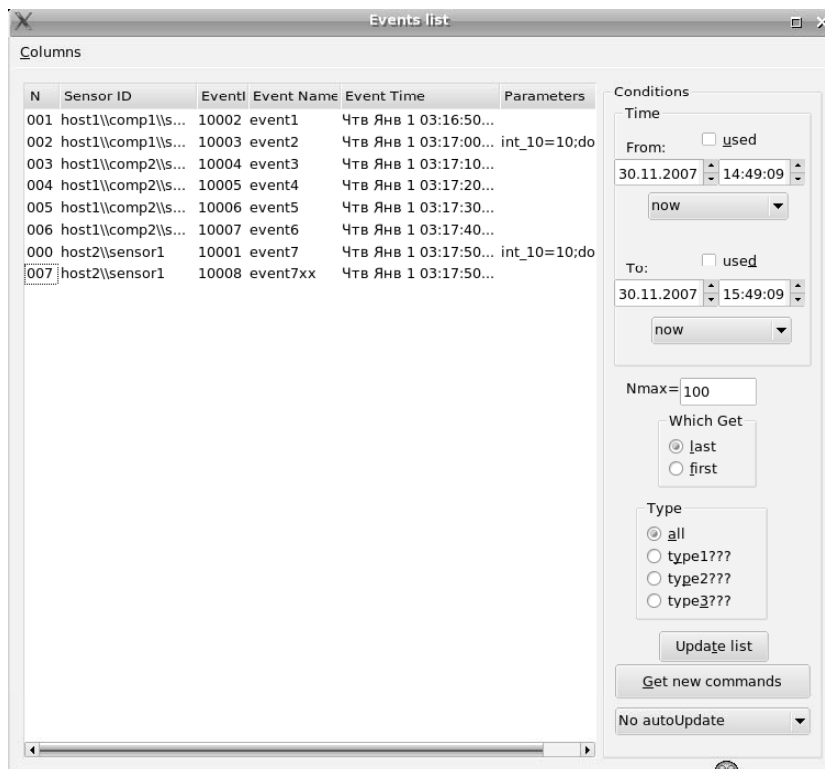 Events list
Columns
N Sensor ID EventI Event Name Event Time Parameters
001 host1\\comp1\\s... 10002 event1 Чтв Янв 1 03:16:50...
002 host1\\comp1\\s... 10003 event2 Чтв Янв 1 03:17:00... int_10=10;do
003 host1\\comp2\\s... 10004 event3 Чтв Янв 1 03:17:10...
004 host1\\comp2\\s... 10005 event4 Чтв Янв 1 03:17:20...
005 host1\\comp2\\s... 10006 event5 Чтв Янв 1 03:17:30...
006 host1\\comp2\\s... 10007 event6 Чтв Янв 1 03:17:40...
000 host2\\sensor1 10001 event7 Чтв Янв 1 03:17:50... int_10=10;do
007 host2\\sensor1 10008 event7xx Чтв Янв 1 03:17:50...
Conditions
Time
From: used
30.11.2007 14:49:09
now
To: used
30.11.2007 15:49:09
now
Nmax= 100
Which Get
last
first
Type
all
type1???
type2???
type3???
Update list
Get new commands
No autoUpdate